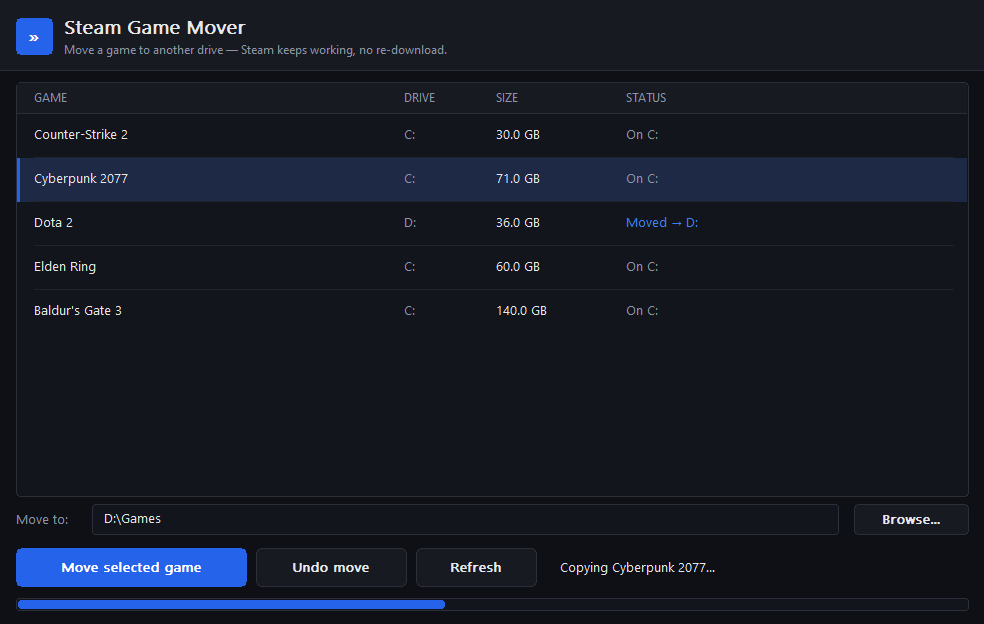 »
Steam Game Mover
Move a game to another drive — Steam keeps working, no re-download.
GAME DRIVE SIZE STATUS
Counter-Strike 2 C: 30.0 GB On C:
Cyberpunk 2077 C: 71.0 GB On C:
Dota 2 D: 36.0 GB Moved → D:
Elden Ring C: 60.0 GB On C:
Baldur's Gate 3 C: 140.0 GB On C:
Move to: D:\Games Browse...
Move selected game Undo move Refresh Copying Cyberpunk 2077...